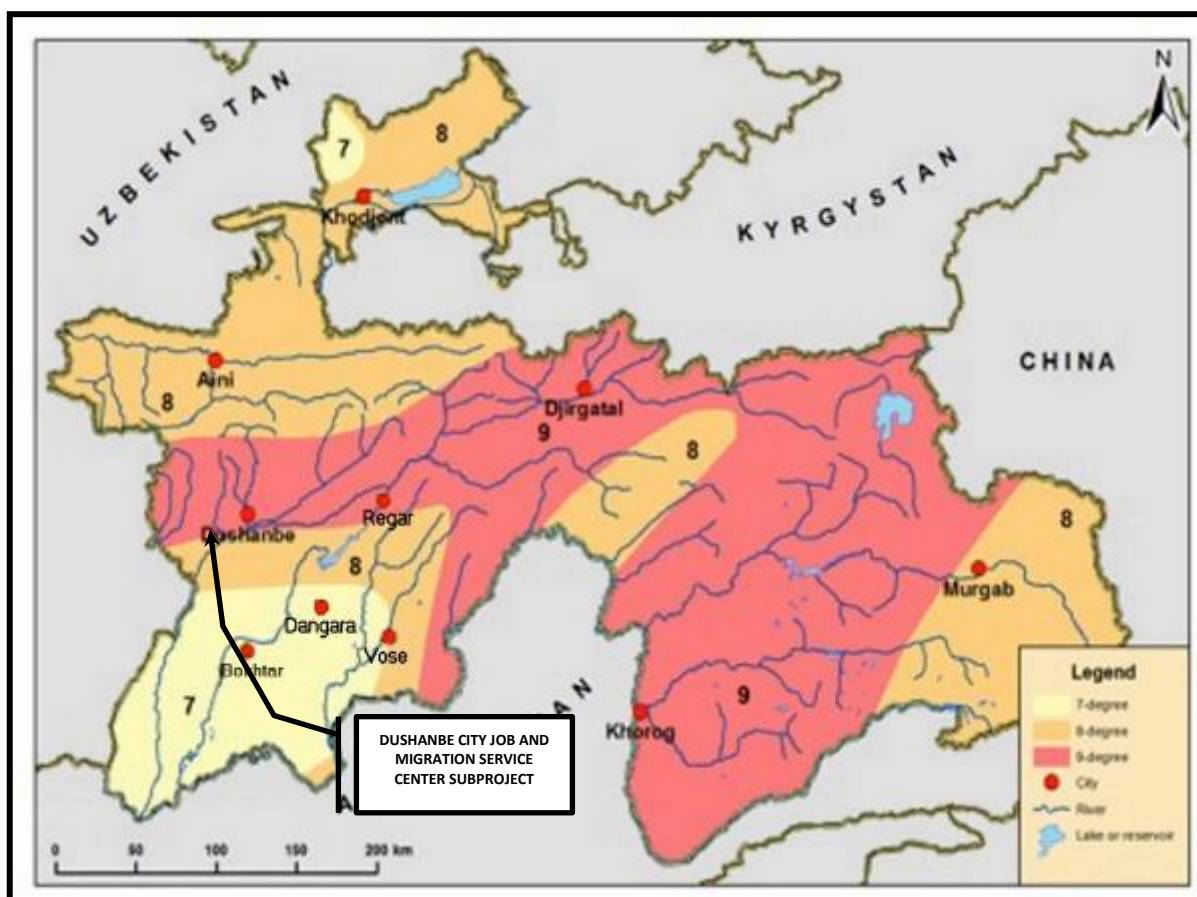 N
UZBEKISTAN
KYRGYSTAN
CHINA
7
8
Khodjent
Aini
8
Djirgatal
9
8
Dushanbe
Regar
8
8
Murgab
Dangara
Vose
Bokhtar
7
Khorog
9
AN
A
DUSHANBE CITY JOB AND
MIGRATION SERVICE
CENTER SUBPROJECT
Legend
7-degree
8-degree
9-degree
City
River
Lake or reservoir
0 50 100 150 200 km